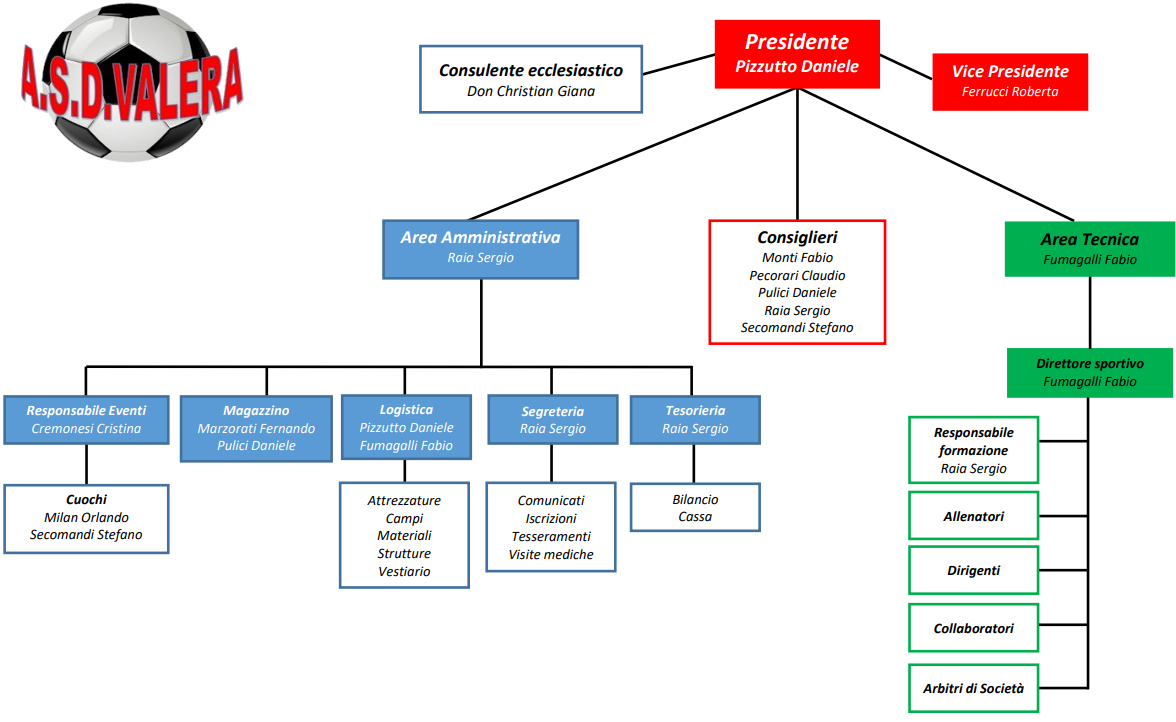 A.S.D.VALERA
Presidente
Pizzutto Daniele
Consulente ecclesiastico
Don Christian Giana
Vice Presidente
Ferrucci Roberta
Area Amministrativa
Raia Sergio
Consiglieri
Monti Fabio
Pecorari Claudio
Pulici Daniele
Raia Sergio
Secomandi Stefano
Area Tecnica
Fumagalli Fabio
Direttore sportivo
Fumagalli Fabio
Responsabile Eventi
Cremonesi Cristina
Magazzino
Marzorati Fernando
Pulici Daniele
Logistica
Pizzutto Daniele
Fumagalli Fabio
Segreteria
Raia Sergio
Tesorieria
Raia Sergio
Cuochi
Milan Orlando
Secomandi Stefano
Attrezzature
Campi
Materiali
Strutture
Vestiario
Comunicati
Iscrizioni
Tesseramenti
Visite mediche
Bilancio
Cassa
Responsabile
formazione
Raia Sergio
Allenatori
Dirigenti
Collaboratori
Arbitri di Società